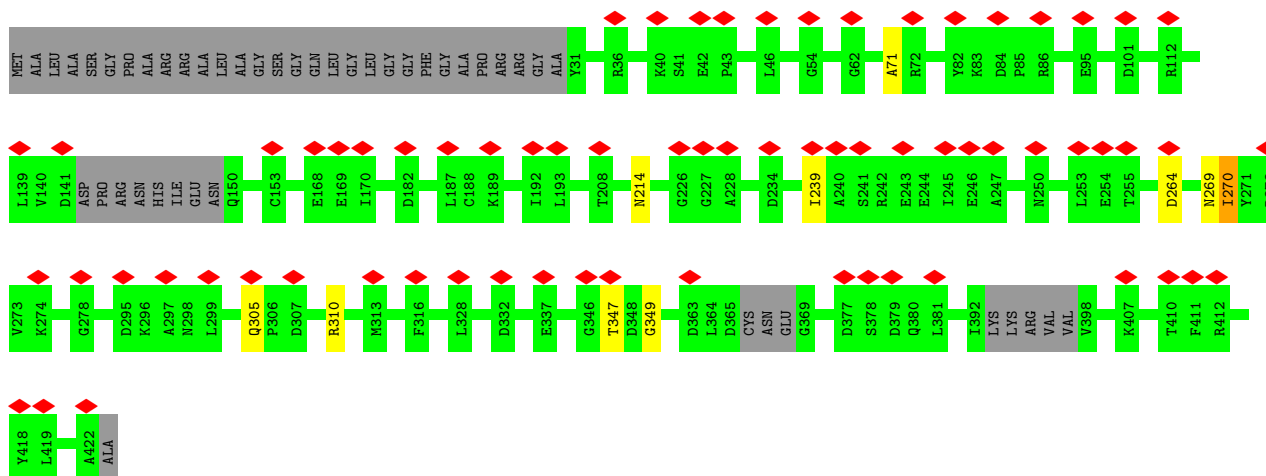 MET ALA LEU ALA SER GLY PRO ALA ARG ARG ALA LEU ALA GLY SER GLY GLN LEU GLY LEU GLY GLY PHE GLY ALA PRO ARG ARG GLY ALA Y31 R36 K40 S41 E42 P43 L46 G54 G62 A71 R72 Y82 K83 D84 P85 R86 E95 D101 R112
L139 V140 D141 ASP PRO ARG ASN HIS ILE GLU ASN Q150 C153 E168 E169 I170 D182 L187 C188 K189 I192 L193 T208 N214 G226 G227 A228 D234 I239 A240 S241 R242 E243 E244 I245 E246 A247 N250 L253 E254 T255 D264 N269 I270 Y271
V273 K274 G278 D295 K296 A297 N298 L299 Q305 P306 D307 R310 M313 F316 L328 D332 E337 G346 T347 D348 G349 D363 L364 D365 CYS ASN GLU G369 D377 S378 D379 Q380 L381 I392 LYS LYS ARG VAL VAL V398 K407 T410 F411 R412
Y418 L419 A422 ALA